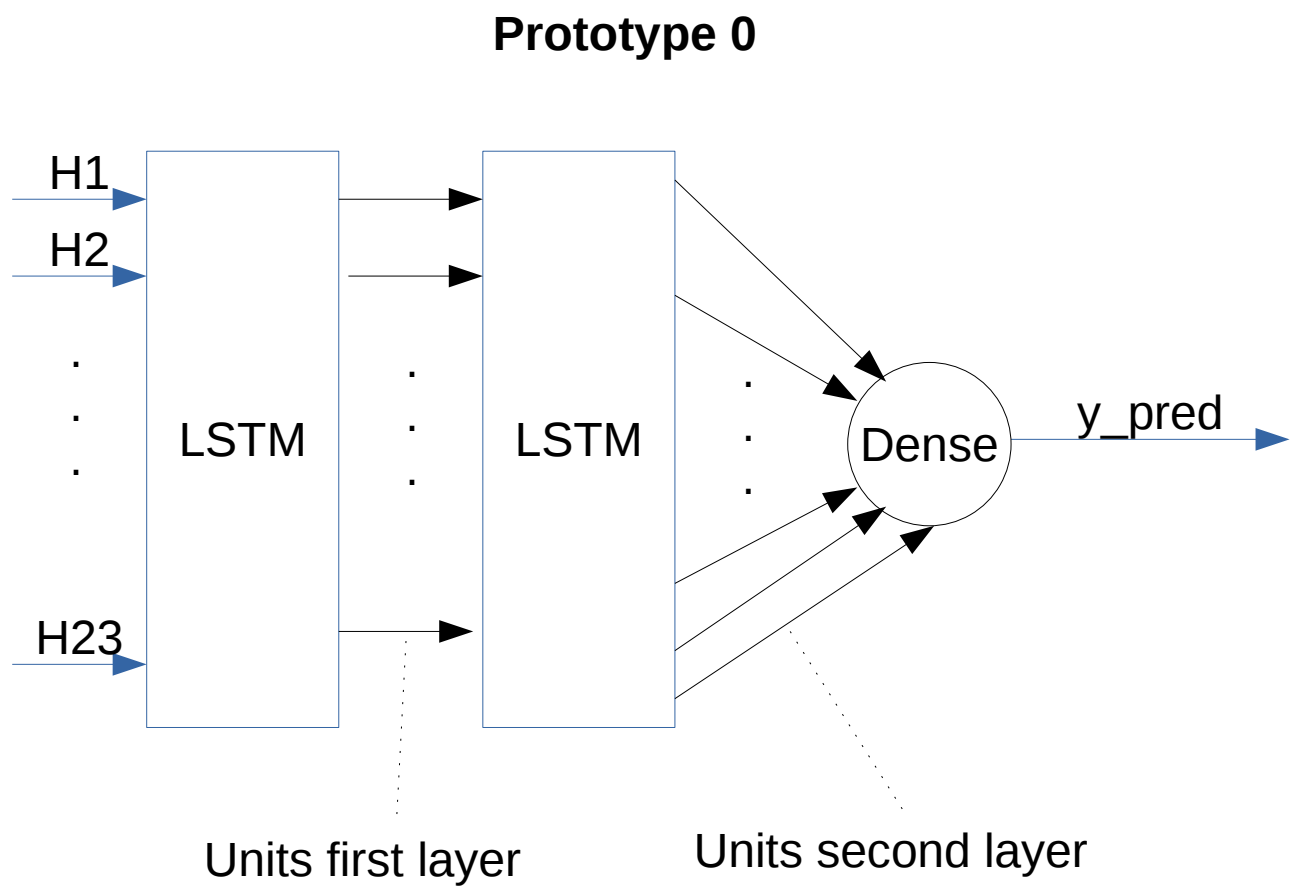 Prototype 0
H1
H2
.
.
.
H23
LSTM
.
.
.
LSTM
.
.
.
Dense
y_pred
Units first layer
Units second layer